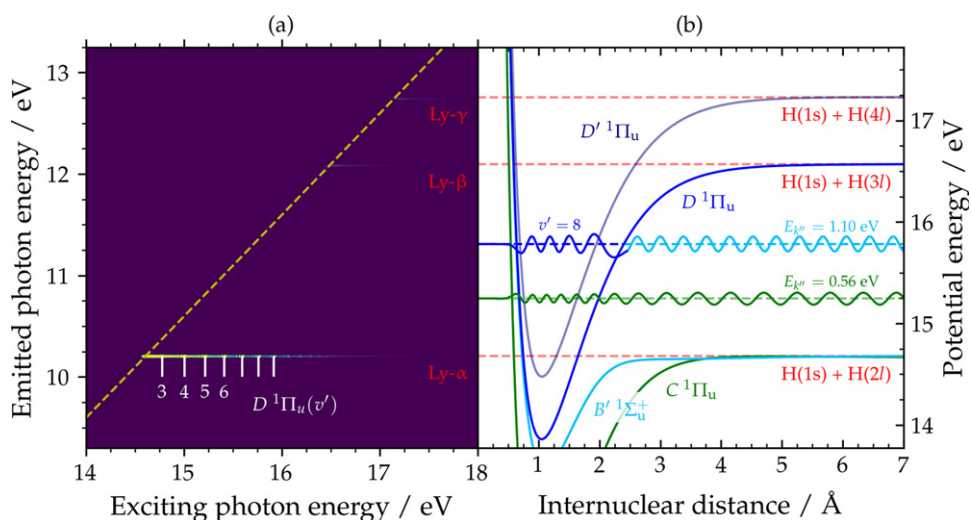 (a)
Emitted photon energy / eV
13
12
11
10
Ly-γ
Ly-β
Ly-α
3 4 5 6
D ¹Πᵤ(v′)
14 15 16 17 18
Exciting photon energy / eV
(b)
H(1s) + H(4l)
D′ ¹Πᵤ
H(1s) + H(3l)
D ¹Πᵤ
v′ = 8
E_k″ = 1.10 eV
E_k″ = 0.56 eV
H(1s) + H(2l)
B′ ¹Σᵤ⁺
C ¹Πᵤ
17
16
15
14
Potential energy / eV
1 2 3 4 5 6 7
Internuclear distance / Å